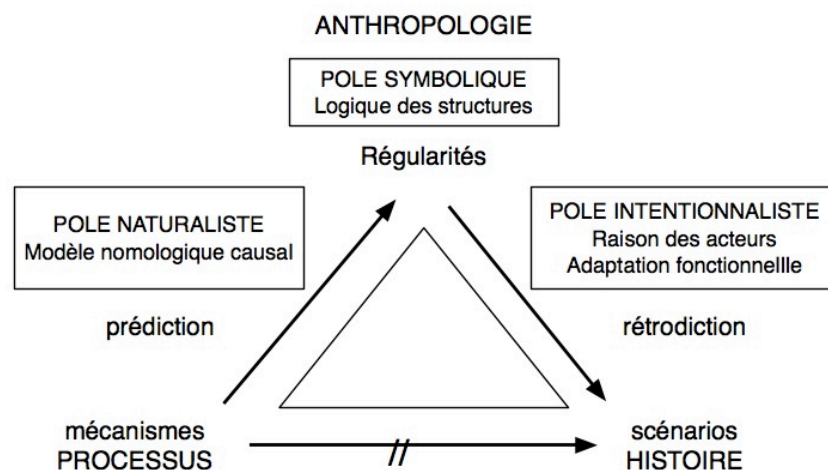 ANTHROPOLOGIE
POLE SYMBOLIQUE
Logique des structures
Régularités
POLE NATURALISTE
Modèle nomologique causal
POLE INTENTIONNALISTE
Raison des acteurs
Adaptation fonctionnellle
prédiction
rétrodiction
mécanismes
PROCESSUS
//
scénarios
HISTOIRE